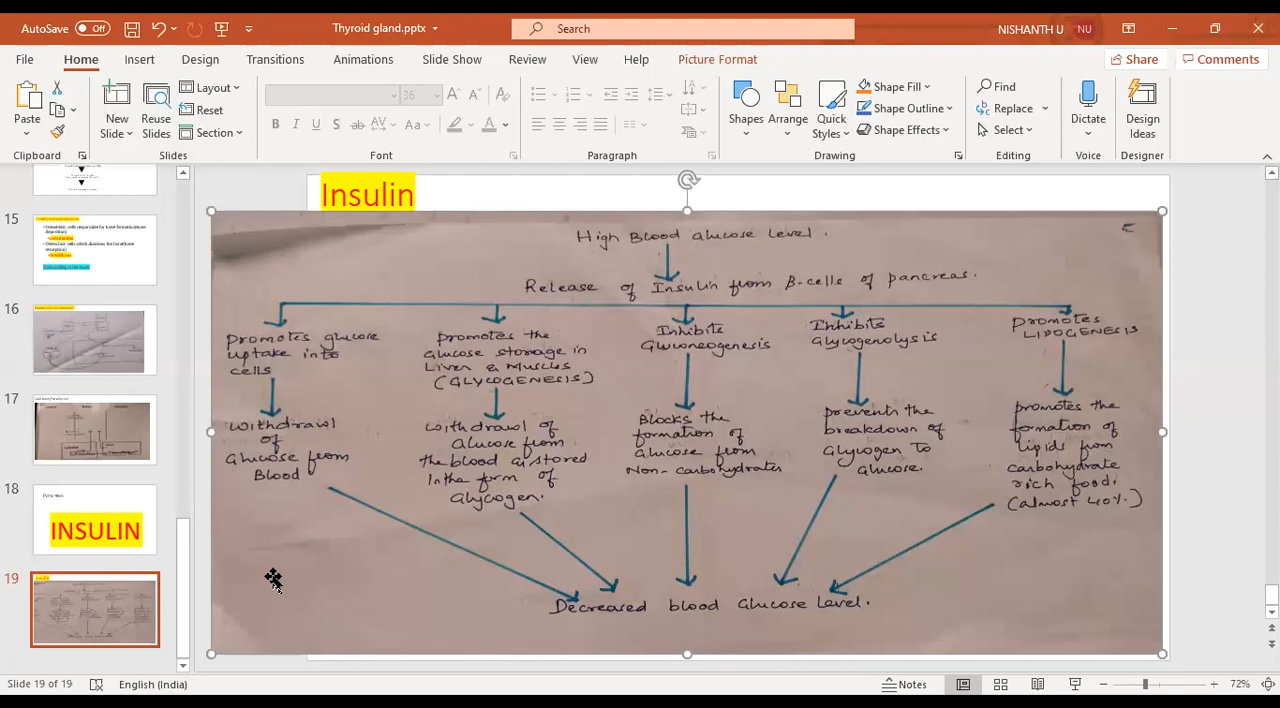 AutoSave Off
Thyroid gland.pptx
Search
NISHANTH U NU
File Home Insert Design Transitions Animations Slide Show Review View Help Picture Format
Share Comments
Paste
New Slide
Reuse Slides
Layout
Reset
Section
36
B I U S ab AV Aa A
Shapes Arrange Quick Styles
Shape Fill
Shape Outline
Shape Effects
Find
Replace
Select
Dictate
Design Ideas
Clipboard Slides Font Paragraph Drawing Editing Voice Designer
15
16
17
18
INSULIN
19
Insulin
High Blood Glucose Level.
Release of Insulin from β-cells of pancreas.
Promotes glucose
uptake into
cells
Promotes the
Glucose storage in
Liver & Muscles
(GLYCOGENESIS)
Inhibits
Gluconeogenesis
Inhibits
Glycogenolysis
Promotes
LIPOGENESIS
withdrawl
of
Glucose from
Blood
withdrawl of
Glucose from
the blood & stored
In the form of
Glycogen.
Blocks the
formation of
Glucose from
Non-carbohydrates
prevents the
breakdown of
Glycogen to
Glucose.
promotes the
formation of
lipids from
carbohydrate
rich food.
(almost 40%)
Decreased blood Glucose Level.
Slide 19 of 19
English (India)
Notes
72%